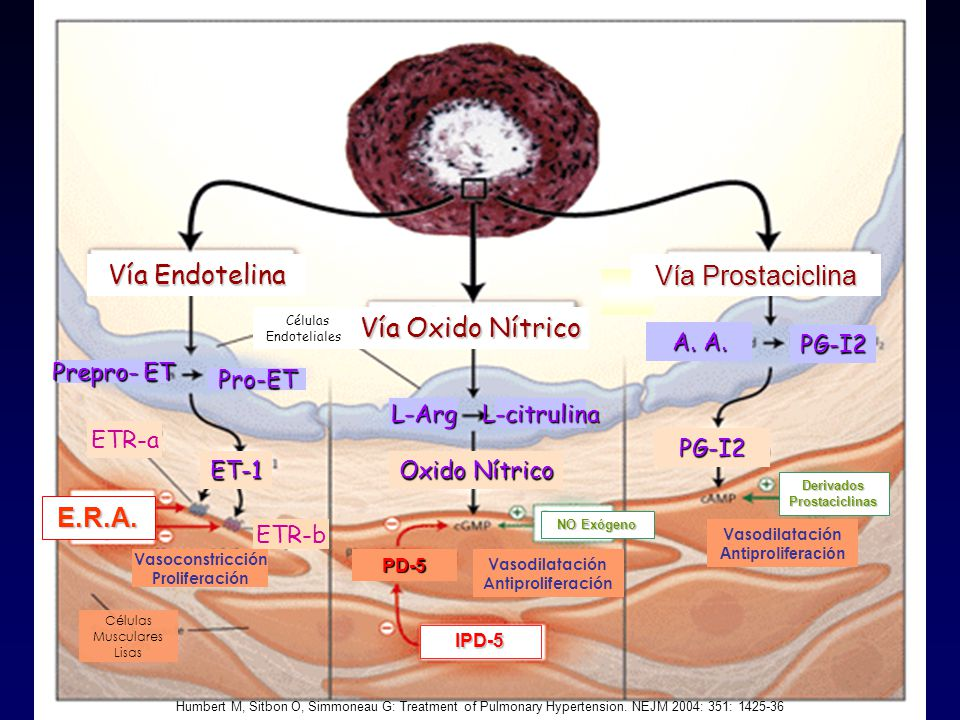 Vía Endotelina
Vía Prostaciclina
Células
Endoteliales
Vía Oxido Nítrico
A. A.
PG-I2
Prepro- ET
Pro-ET
L-Arg
L-citrulina
ETR-a
PG-I2
ET-1
Oxido Nítrico
Derivados
Prostaciclinas
cAMP
E.R.A.
cGMP
NO Exógeno
ETR-b
Vasodilatación
Antiproliferación
Vasoconstricción
Proliferación
PD-5
Vasodilatación
Antiproliferación
Células
Musculares
Lisas
IPD-5
Humbert M, Sitbon O, Simmoneau G: Treatment of Pulmonary Hypertension. NEJM 2004: 351: 1425-36